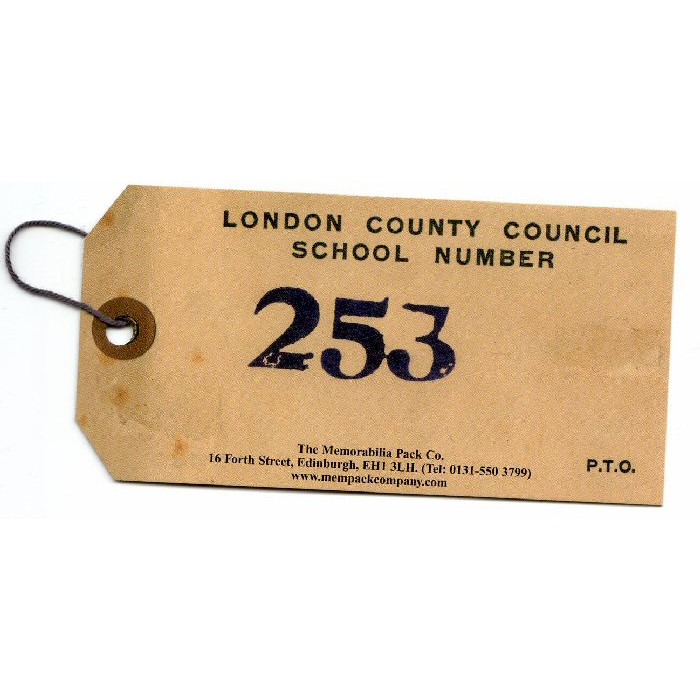 LONDON COUNTY COUNCIL
SCHOOL NUMBER
253
The Memorabilia Pack Co.
16 Forth Street, Edinburgh, EH1 3LH. (Tel: 0131-550 3799)
www.mempackcompany.com
P.T.O.